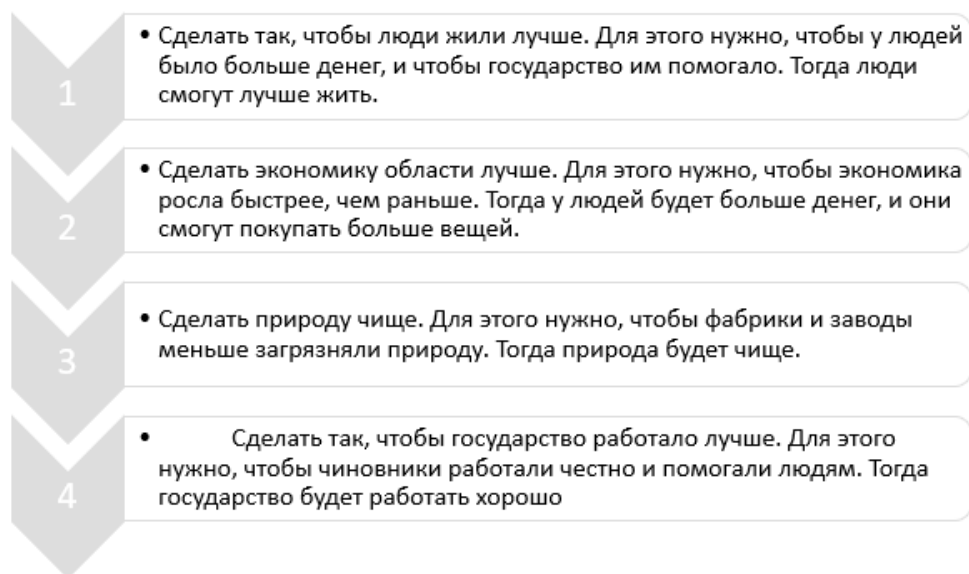 1
• Сделать так, чтобы люди жили лучше. Для этого нужно, чтобы у людей
было больше денег, и чтобы государство им помогало. Тогда люди
смогут лучше жить.
2
• Сделать экономику области лучше. Для этого нужно, чтобы экономика
росла быстрее, чем раньше. Тогда у людей будет больше денег, и они
смогут покупать больше вещей.
3
• Сделать природу чище. Для этого нужно, чтобы фабрики и заводы
меньше загрязняли природу. Тогда природа будет чище.
4
• Сделать так, чтобы государство работало лучше. Для этого
нужно, чтобы чиновники работали честно и помогали людям. Тогда
государство будет работать хорошо